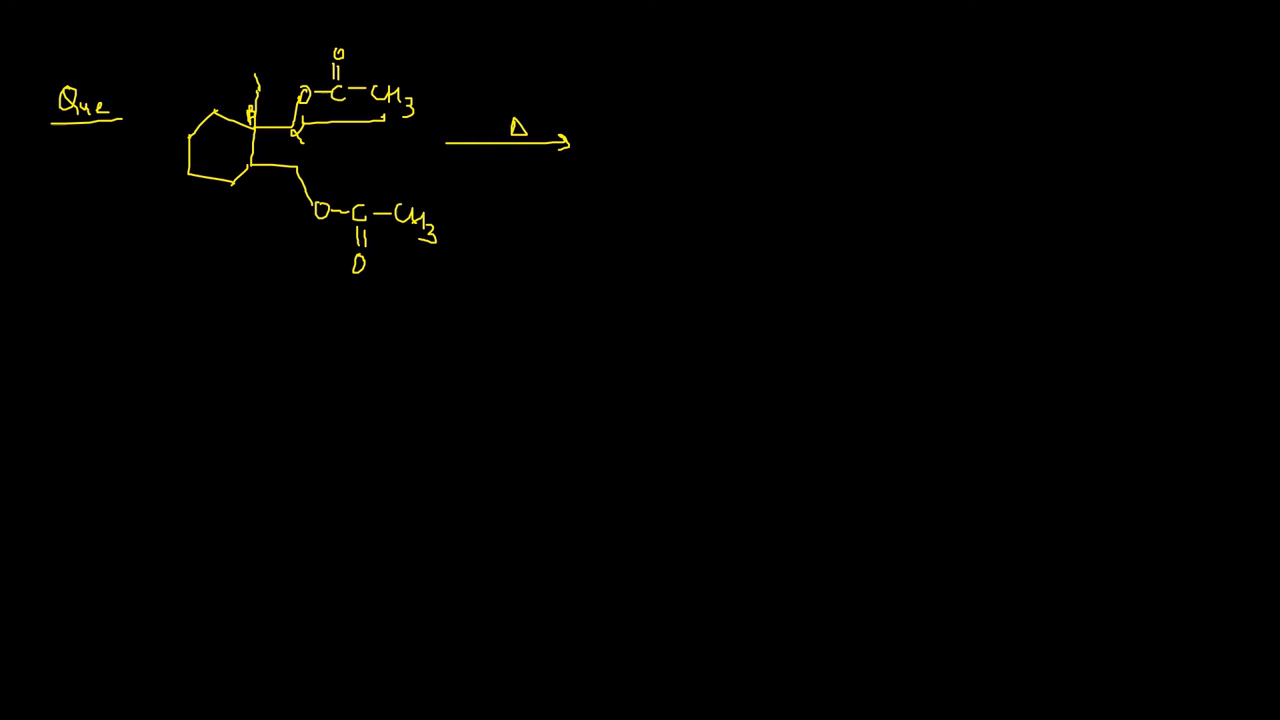 Que
O
O-C-CH3
β
α
Δ
O-C-CH3
O